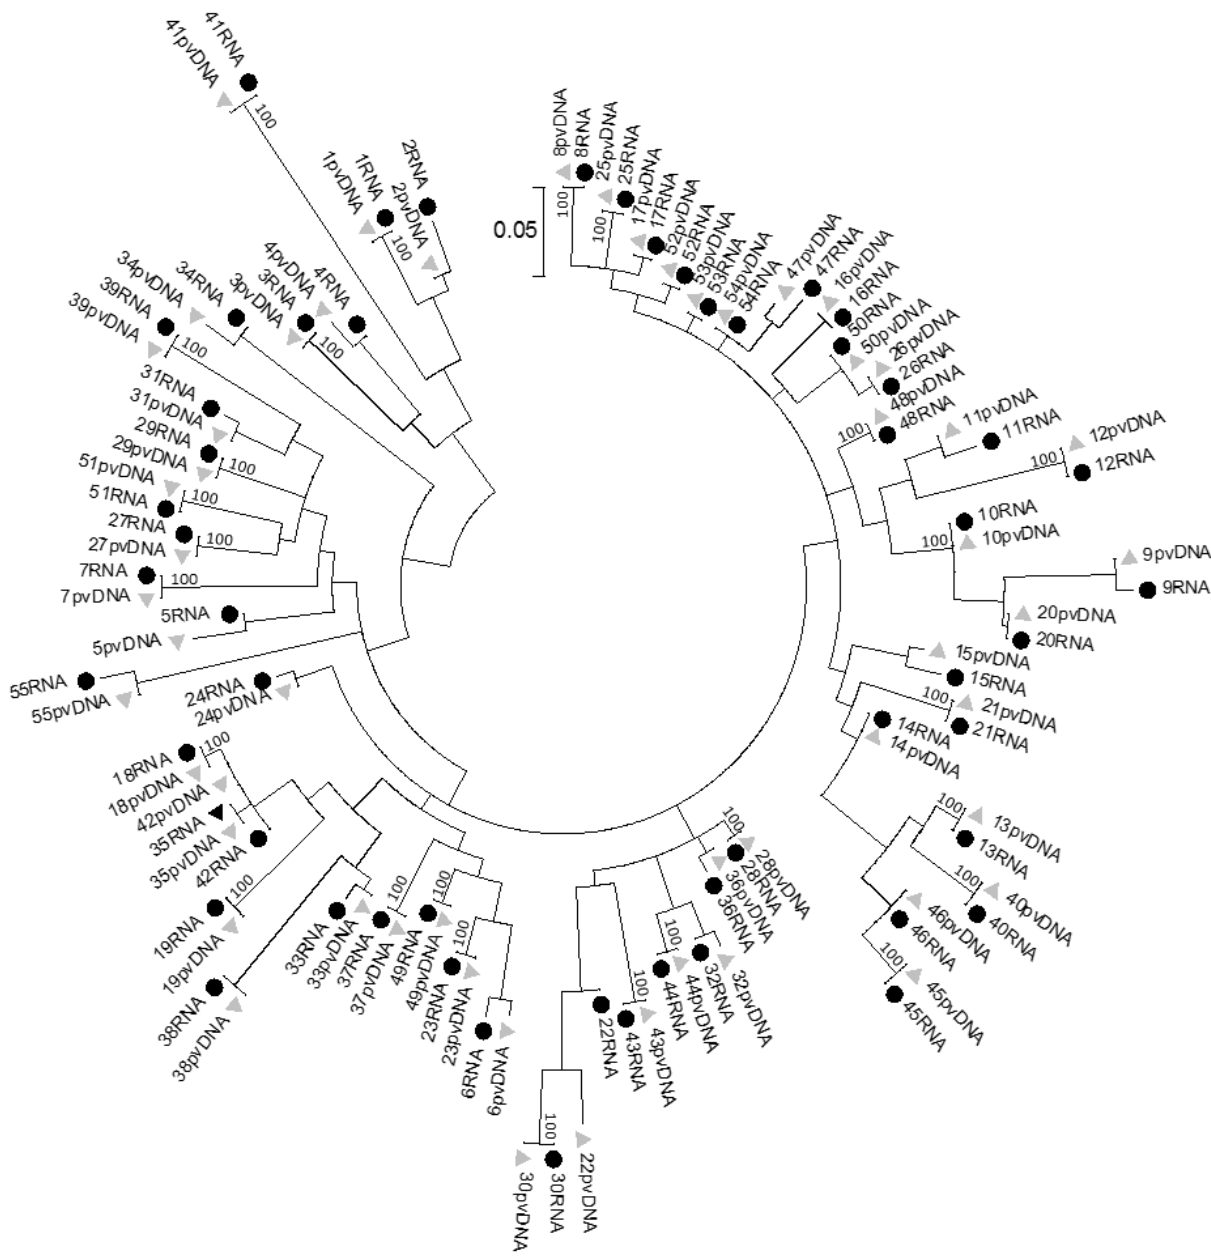 8pvDNA
8RNA
25pvDNA
25RNA
17pvDNA
17RNA
52pvDNA
52RNA
53pvDNA
53RNA
54pvDNA
54RNA
47pvDNA
47RNA
16pvDNA
16RNA
50RNA
50pvDNA
26pvDNA
26RNA
48pvDNA
48RNA
100
100
100
11pvDNA
11RNA
12pvDNA
12RNA
100
10RNA
10pvDNA
100
9pvDNA
9RNA
20pvDNA
20RNA
15pvDNA
15RNA
21pvDNA
21RNA
100
14RNA
14pvDNA
13pvDNA
13RNA
100
40pvDNA
40RNA
100
46pvDNA
46RNA
45pvDNA
45RNA
100
28pvDNA
28RNA
100
36pvDNA
36RNA
32pvDNA
32RNA
44pvDNA
44RNA
100
43pvDNA
43RNA
100
22RNA
22pvDNA
30RNA
30pvDNA
100
6pvDNA
6RNA
23pvDNA
23RNA
100
49pvDNA
49RNA
100
37pvDNA
37RNA
100
33pvDNA
33RNA
38pvDNA
38RNA
19pvDNA
19RNA
100
42RNA
35pvDNA
35RNA
42pvDNA
18pvDNA
18RNA
100
24pvDNA
24RNA
55pvDNA
55RNA
5pvDNA
5RNA
7pvDNA
7RNA
100
27pvDNA
27RNA
100
51RNA
51pvDNA
100
29pvDNA
29RNA
100
31pvDNA
31RNA
39pvDNA
39RNA
100
34pvDNA
34RNA
3pvDNA
3RNA
100
4pvDNA
4RNA
41pvDNA
41RNA
100
1pvDNA
1RNA
100
2pvDNA
2RNA
0.05